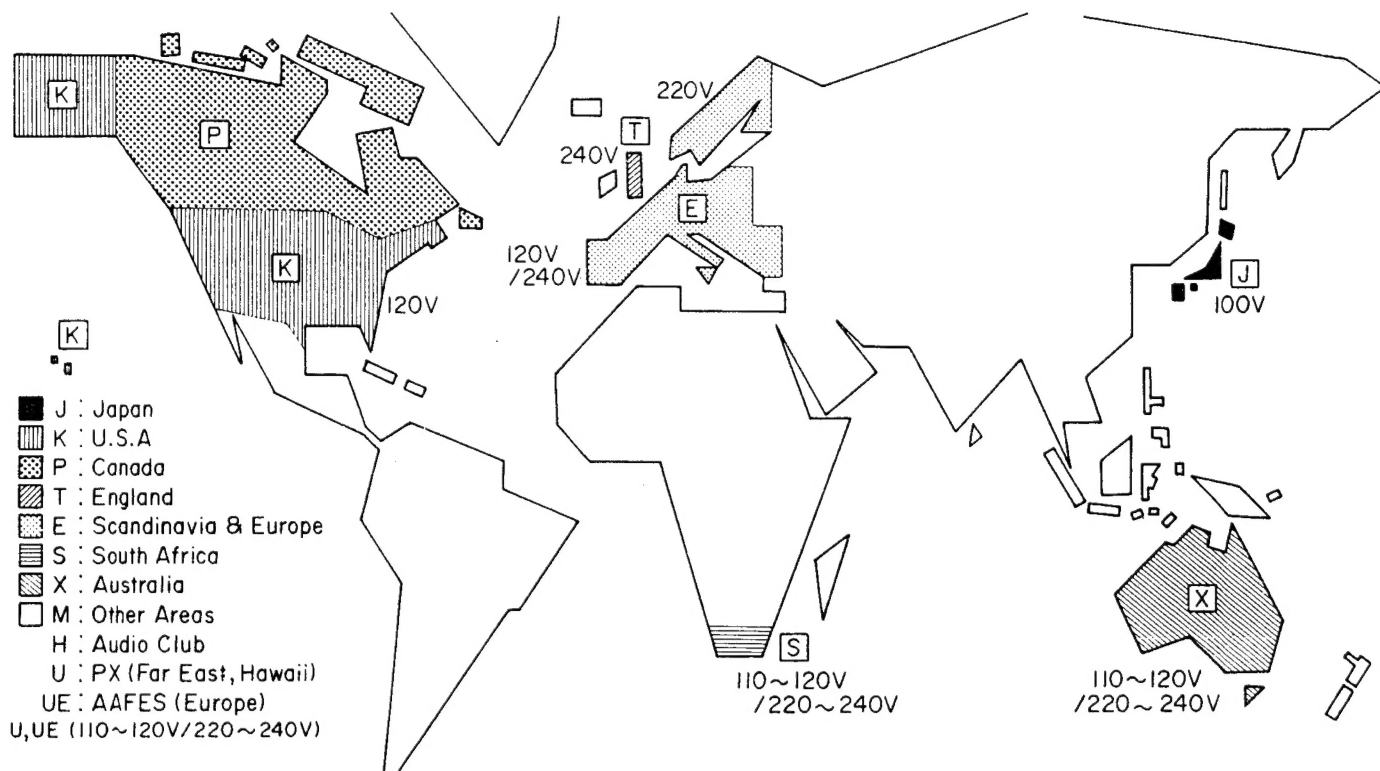 K
P
220V
T
240V
E
120V
/240V
K
120V
J
100V
K
J : Japan
K : U.S.A
P : Canada
T : England
E : Scandinavia & Europe
S : South Africa
X : Australia
M : Other Areas
H : Audio Club
U : PX (Far East, Hawaii)
UE : AAFES (Europe)
U,UE (110~120V/220~240V)
S
110~120V
/220~240V
X
110~120V
/220~240V